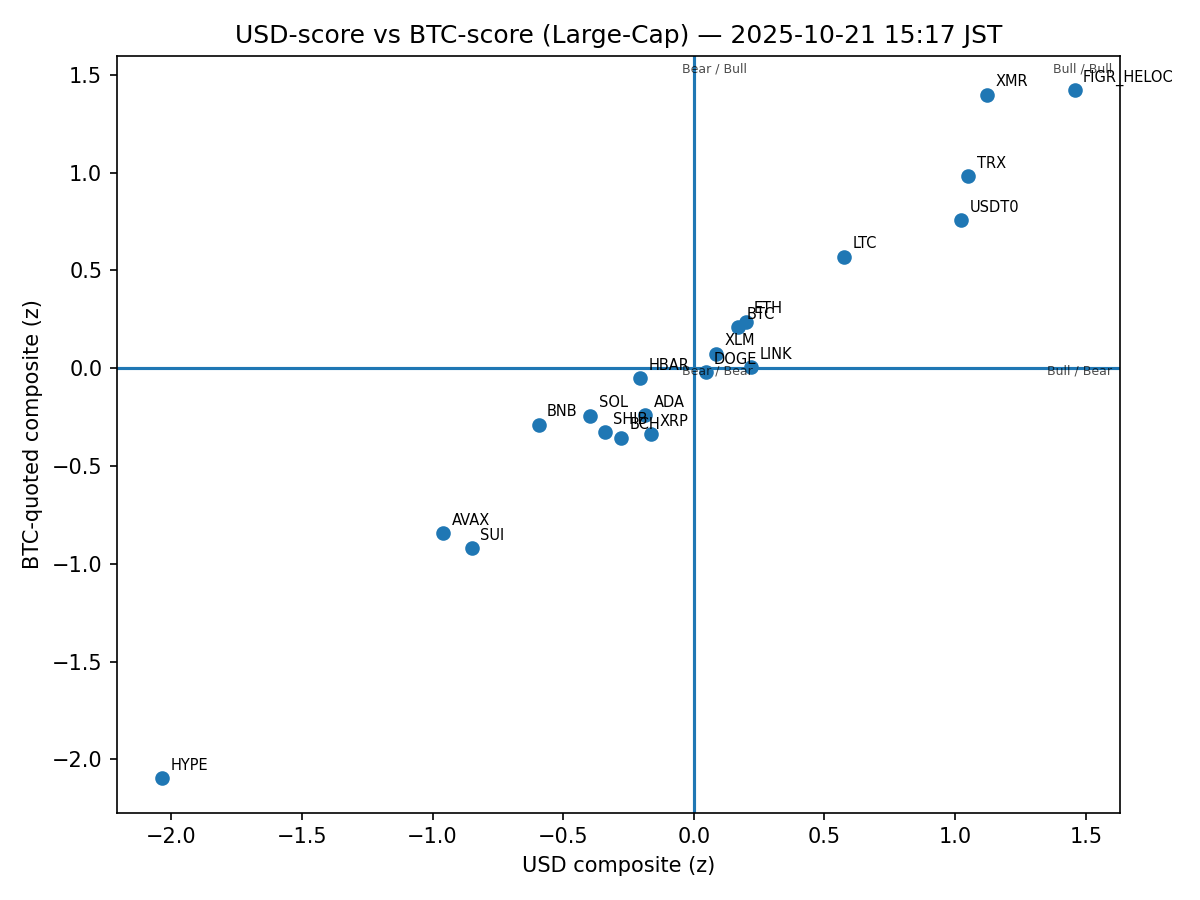 USD-score vs BTC-score (Large-Cap) — 2025-10-21 15:17 JST
Bear / Bull
Bull / Bull
1.5
FIGR_HELOC
XMR
1.0
TRX
USDT0
LTC
0.5
ETH
BTC
XLM
DOGE
LINK
HBAR
0.0
Bear / Bear
Bull / Bear
BNB
SOL
ADA
SHIB
BCH
XRP
−0.5
AVAX
SUI
−1.0
−1.5
−2.0
HYPE
BTC-quoted composite (z)
−2.0
−1.5
−1.0
−0.5
0.0
0.5
1.0
1.5
USD composite (z)